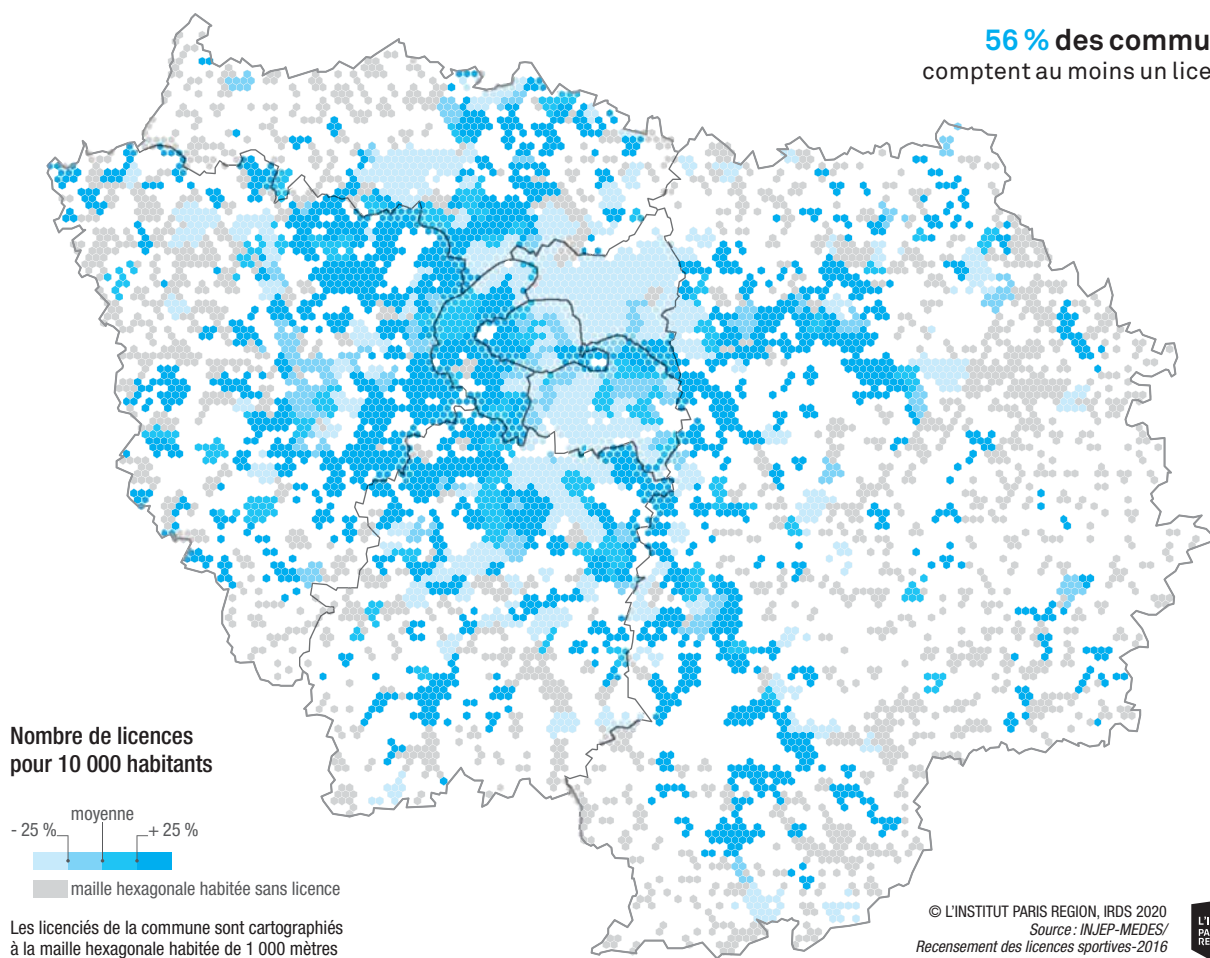 56 % des commu
comptent au moins un lice
Nombre de licences
pour 10 000 habitants
moyenne
- 25 % + 25 %
maille hexagonale habitée sans licence
Les licenciés de la commune sont cartographiés
à la maille hexagonale habitée de 1 000 mètres
© L'INSTITUT PARIS REGION, IRDS 2020
Source : INJEP-MEDES/
Recensement des licences sportives-2016
L'I
PA
RE